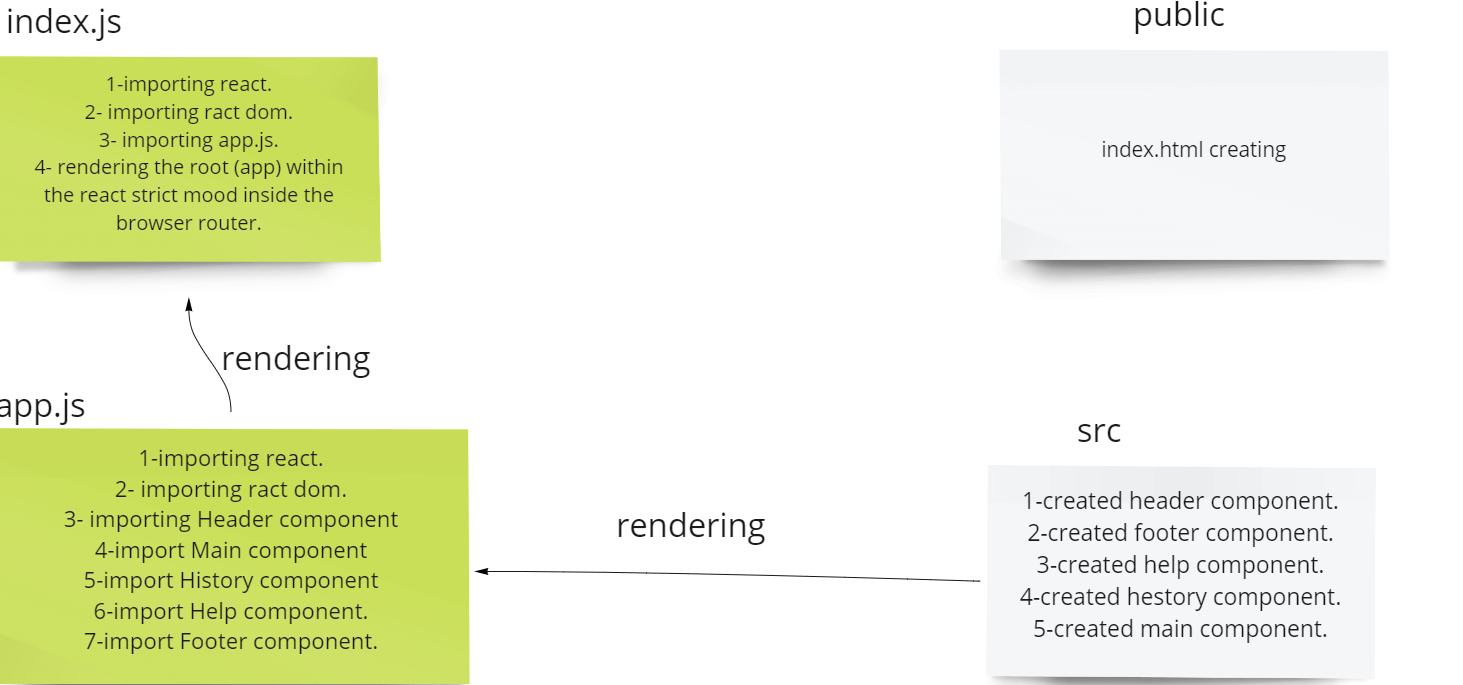 index.js
1-importing react.
2- importing ract dom.
3- importing app.js.
4- rendering the root (app) within
the react strict mood inside the
browser router.
public
index.html creating
rendering
app.js
1-importing react.
2- importing ract dom.
3- importing Header component
4-import Main component
5-import History component
6-import Help component.
7-import Footer component.
rendering
src
1-created header component.
2-created footer component.
3-created help component.
4-created hestory component.
5-created main component.